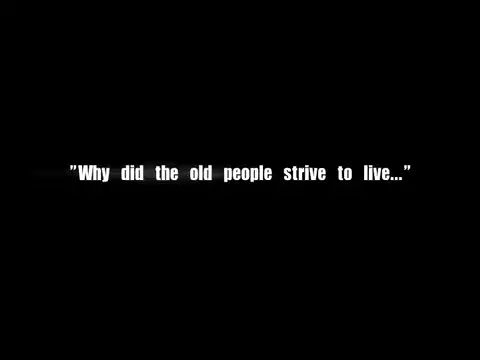 ”Why did the old people strive to live...”